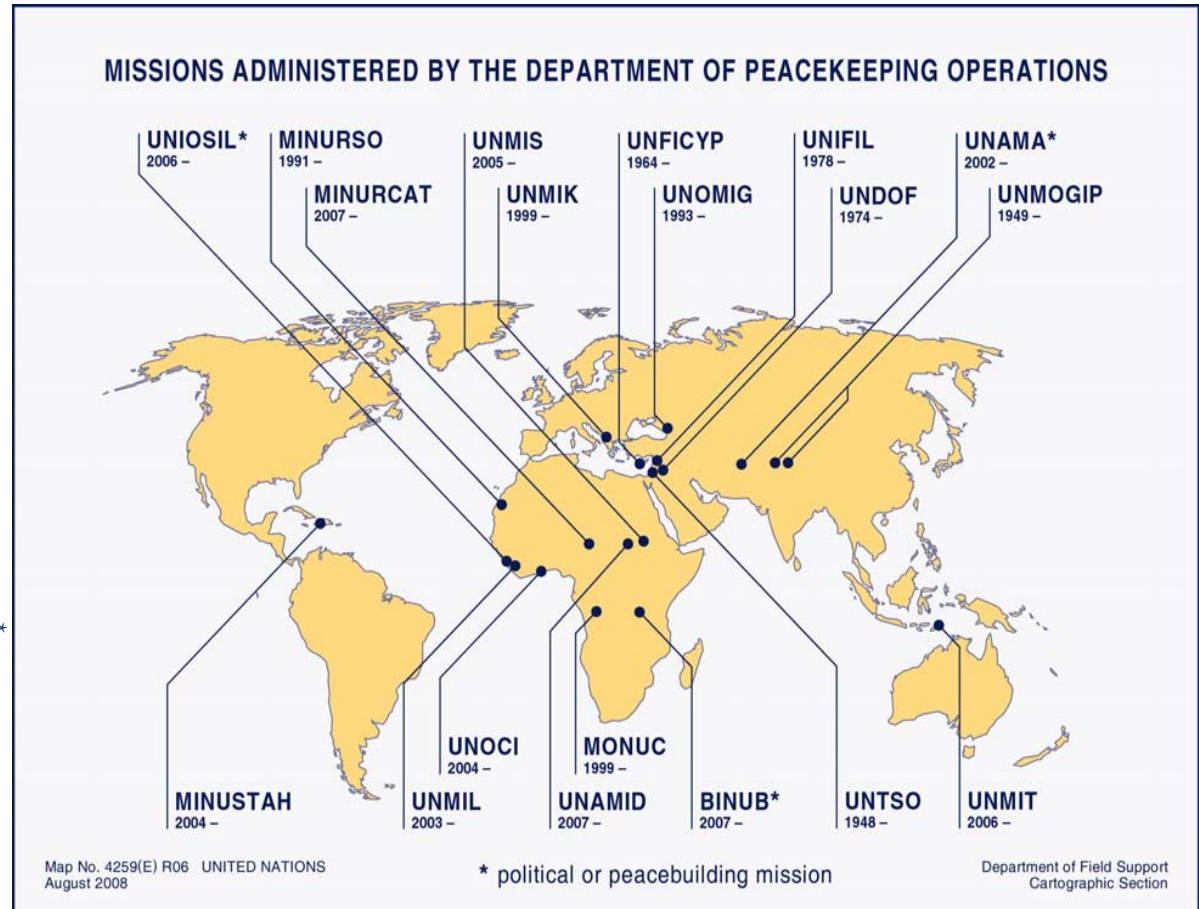 MISSIONS ADMINISTERED BY THE DEPARTMENT OF PEACEKEEPING OPERATIONS
UNIOSIL*
2006 –
MINURSO
1991 –
UNMIS
2005 –
UNFICYP
1964 –
UNIFIL
1978 –
UNAMA*
2002 –
MINURCAT
2007 –
UNMIK
1999 –
UNOMIG
1993 –
UNDOF
1974 –
UNMOGIP
1949 –
*
UNOCI
2004 –
MONUC
1999 –
MINUSTAH
2004 –
UNMIL
2003 –
UNAMID
2007 –
BINUB*
2007 –
UNTSO
1948 –
UNMIT
2006 –
Map No. 4259(E) R06 UNITED NATIONS
August 2008
* political or peacebuilding mission
Department of Field Support
Cartographic Section